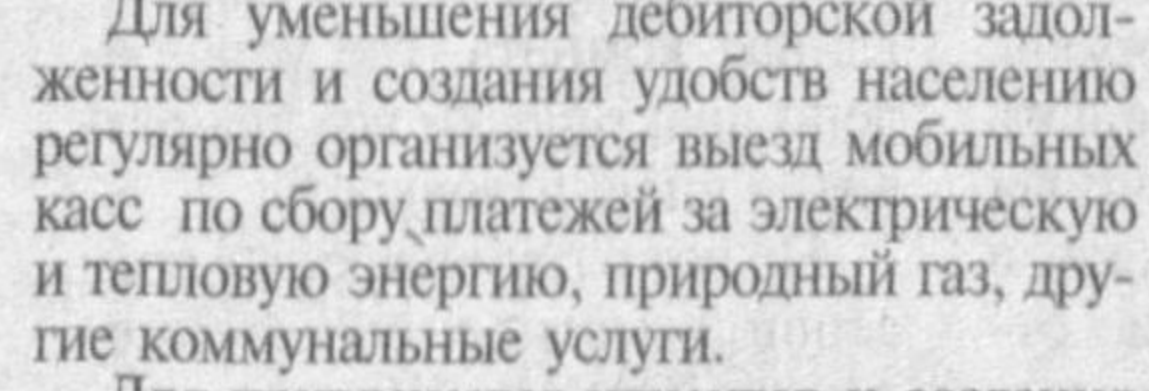 Для уменьшения дебиторской задол-
женности и создания удобств населению
регулярно организуется выезд мобильных
касс по сбору платежей за электрическую
и тепловую энергию, природный газ, дру-
гие коммунальные услуги.